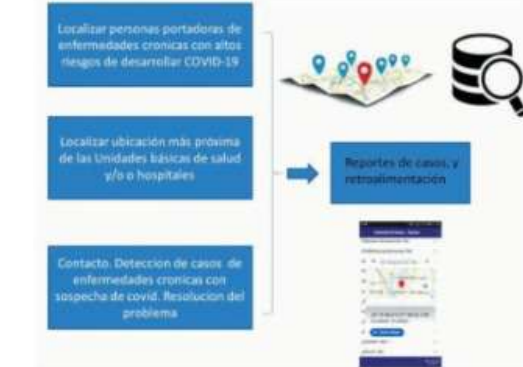 Localizar personas portadoras de
enfermedades cronicas con altos
riesgos de desarrollar COVID-19
Localizar ubicación más próxima
de las Unidades básicas de salud
y/o o hospitales
Reportes de casos, y
retroalimentación
Contacto. Deteccion de casos de
enfermedades cronicas con
sospecha de covid. Resolucion del
problema